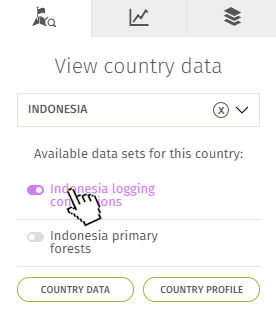 View country data
INDONESIA
Available data sets for this country:
Indonesia logging
Indonesia primary
forests
COUNTRY DATA
COUNTRY PROFILE